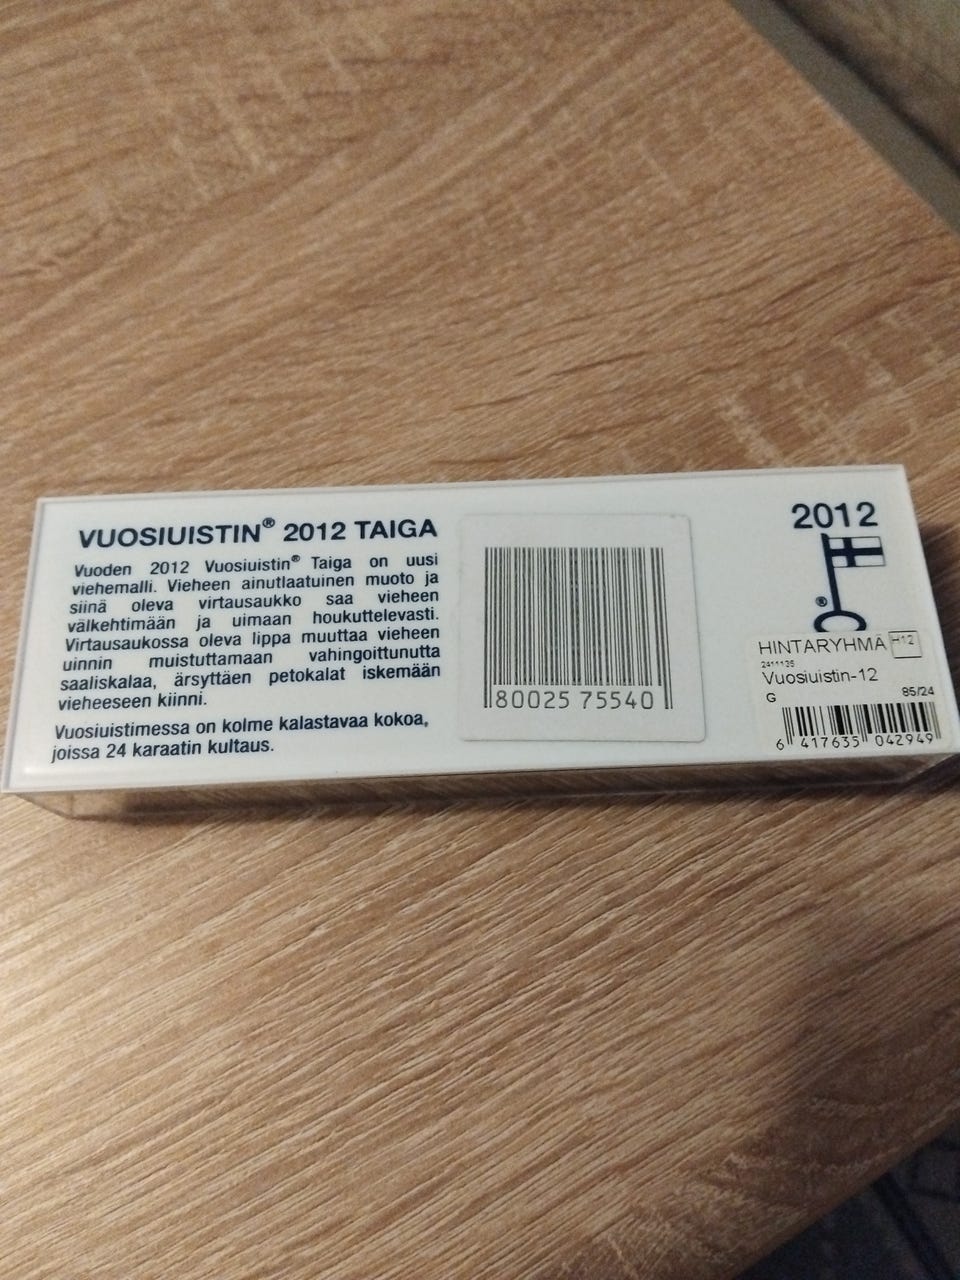 VUOSIUISTIN® 2012 TAIGA
Vuoden 2012 Vuosiuistin® Taiga on uusi
viehemalli. Vieheen ainutlaatuinen muoto ja
siinä oleva virtausaukko saa vieheen
välkehtimään ja uimaan houkuttelevasti.
Virtausaukossa oleva lippa muuttaa vieheen
uinnin muistuttamaan vahingoittunutta
saaliskalaa, ärsyttäen petokalat iskemään
vieheeseen kiinni.
Vuosiuistimessa on kolme kalastavaa kokoa,
joissa 24 karaatin kultaus.
80025 75540
2012
®
HINTARYHMÄ H12
2411135
Vuosiuistin-12
G 85/24
6 417635 042949